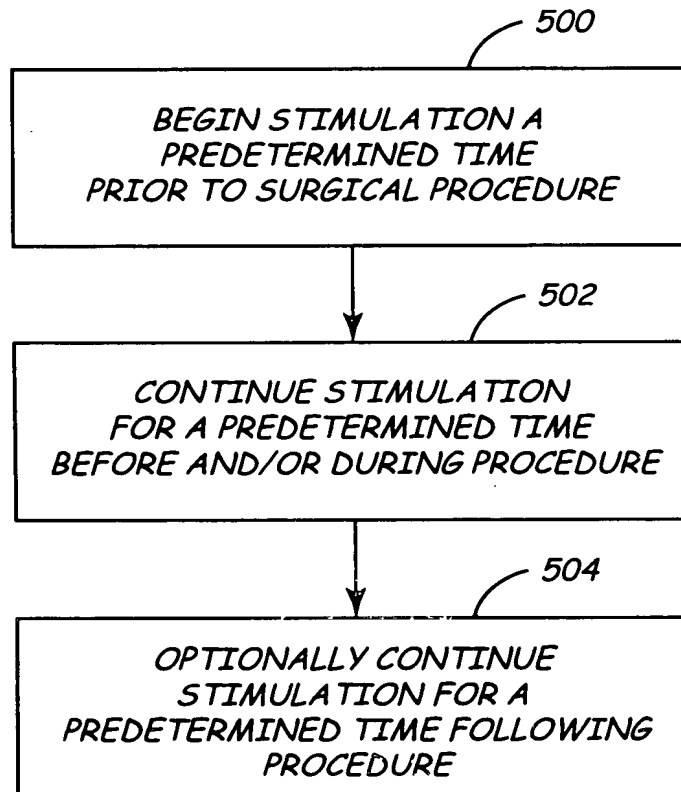 500
BEGIN STIMULATION A
PREDETERMINED TIME
PRIOR TO SURGICAL PROCEDURE
502
CONTINUE STIMULATION
FOR A PREDETERMINED TIME
BEFORE AND/OR DURING PROCEDURE
504
OPTIONALLY CONTINUE
STIMULATION FOR A
PREDETERMINED TIME FOLLOWING
PROCEDURE